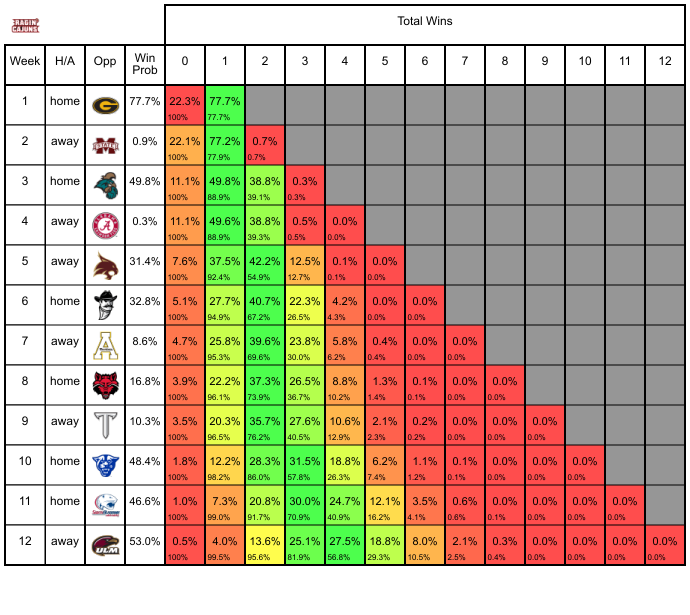 RAGIN' CAJUNS Total Wins
Week H/A Opp Win Prob 0 1 2 3 4 5 6 7 8 9 10 11 12
1 home G 77.7% 22.3% 77.7%
100% 77.7%
2 away M STATE 0.9% 22.1% 77.2% 0.7%
100% 77.9% 0.7%
3 home 49.8% 11.1% 49.8% 38.8% 0.3%
100% 88.9% 39.1% 0.3%
4 away A 0.3% 11.1% 49.6% 38.8% 0.5% 0.0%
100% 88.9% 39.3% 0.5% 0.0%
5 away 31.4% 7.6% 37.5% 42.2% 12.5% 0.1% 0.0%
100% 92.4% 54.9% 12.7% 0.1% 0.0%
6 home 32.8% 5.1% 27.7% 40.7% 22.3% 4.2% 0.0% 0.0%
100% 94.9% 67.2% 26.5% 4.3% 0.0% 0.0%
7 away A 8.6% 4.7% 25.8% 39.6% 23.8% 5.8% 0.4% 0.0% 0.0%
100% 95.3% 69.6% 30.0% 6.2% 0.4% 0.0% 0.0%
8 home 16.8% 3.9% 22.2% 37.3% 26.5% 8.8% 1.3% 0.1% 0.0% 0.0%
100% 96.1% 73.9% 36.7% 10.2% 1.4% 0.1% 0.0% 0.0%
9 away T 10.3% 3.5% 20.3% 35.7% 27.6% 10.6% 2.1% 0.2% 0.0% 0.0% 0.0%
100% 96.5% 76.2% 40.5% 12.9% 2.3% 0.2% 0.0% 0.0% 0.0%
10 home 48.4% 1.8% 12.2% 28.3% 31.5% 18.8% 6.2% 1.1% 0.1% 0.0% 0.0% 0.0%
100% 98.2% 86.0% 57.8% 26.3% 7.4% 1.2% 0.1% 0.0% 0.0% 0.0%
11 home 46.6% 1.0% 7.3% 20.8% 30.0% 24.7% 12.1% 3.5% 0.6% 0.0% 0.0% 0.0% 0.0%
100% 99.0% 91.7% 70.9% 40.9% 16.2% 4.1% 0.6% 0.1% 0.0% 0.0% 0.0%
12 away ULM 53.0% 0.5% 4.0% 13.6% 25.1% 27.5% 18.8% 8.0% 2.1% 0.3% 0.0% 0.0% 0.0% 0.0%
100% 99.5% 95.6% 81.9% 56.8% 29.3% 10.5% 2.5% 0.4% 0.0% 0.0% 0.0% 0.0%